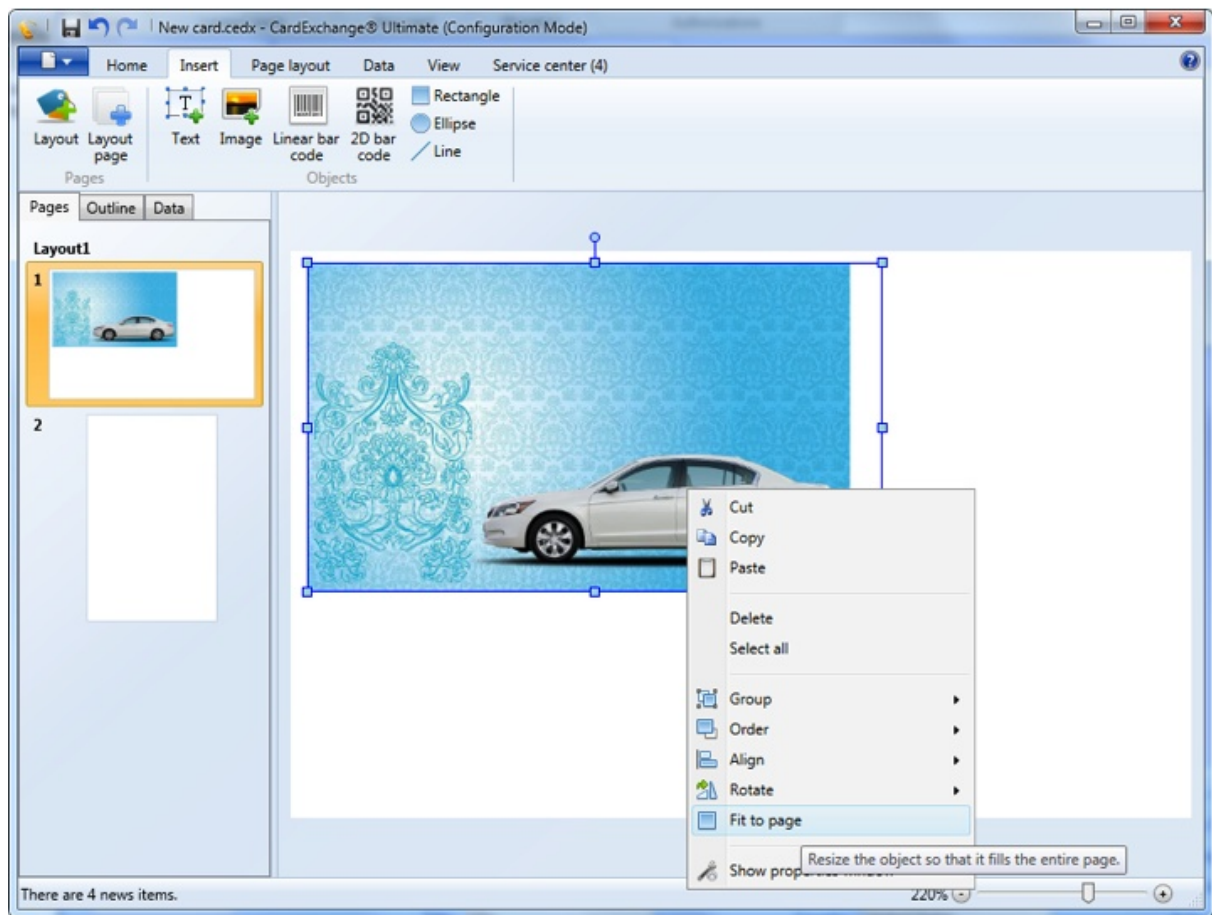 New card.cedx - CardExchange® Ultimate (Configuration Mode)
Home Insert Page layout Data View Service center (4)
Layout
Layout page
Text
Image
Linear bar code
2D bar code
Rectangle
Ellipse
Line
Pages
Objects
Pages Outline Data
Layout1
1
2
Cut
Copy
Paste
Delete
Select all
Group
Order
Align
Rotate
Fit to page
Resize the object so that it fills the entire page.
Show
There are 4 news items.
220%